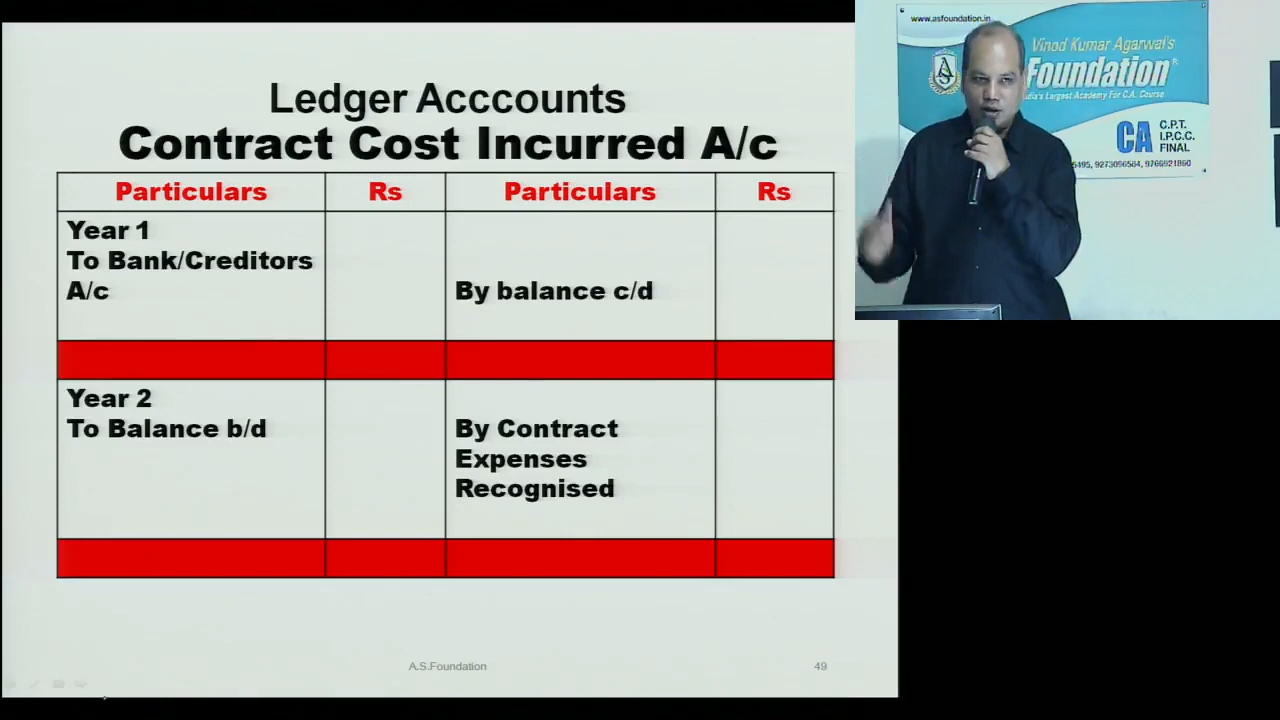 Ledger Acccounts
Contract Cost Incurred A/c
Particulars Rs Particulars Rs
Year 1
To Bank/Creditors
A/c
By balance c/d
Year 2
To Balance b/d
By Contract
Expenses
Recognised
A.S.Foundation 49
www.asfoundation.in
Vinod Kumar Agarwal's
Foundation
India's Largest Academy For C.A. Course
CA
C.P.T.
I.P.C.C.
FINAL
5495, 9273096584, 9766921860